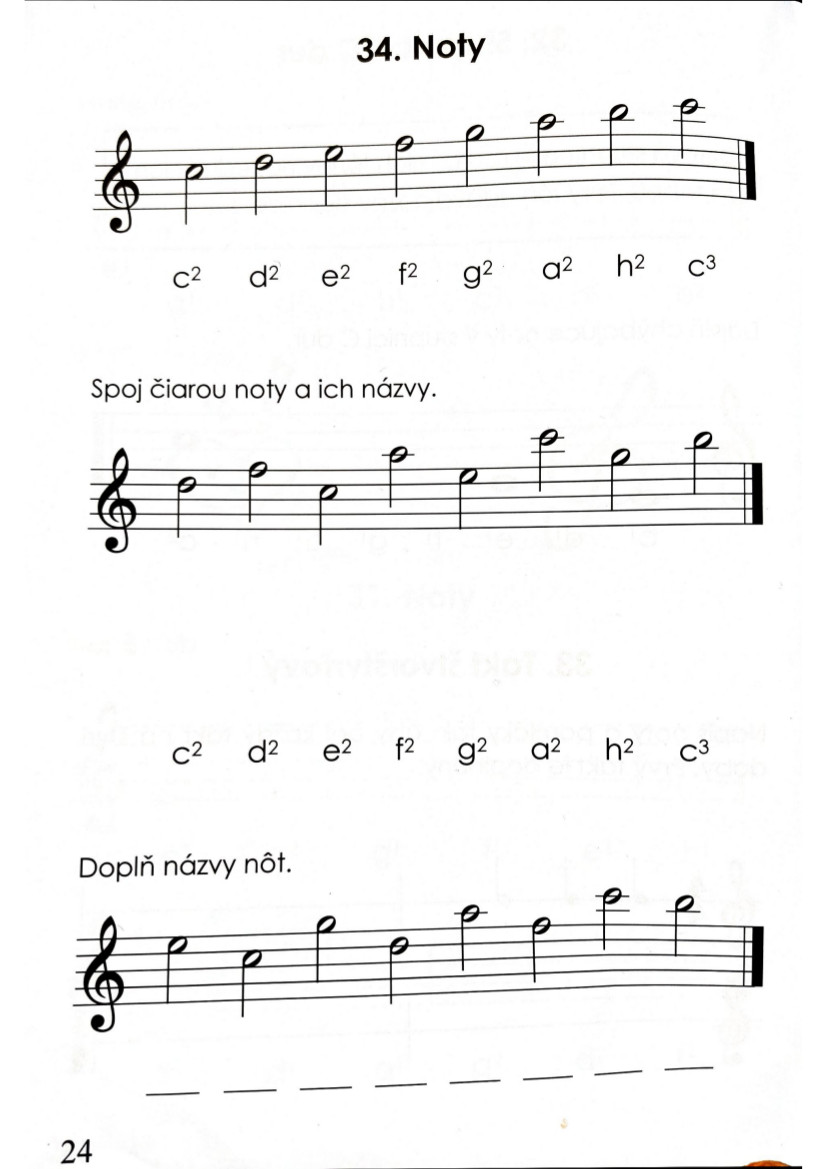 34. Noty
c² d² e² f² g² a² h² c³
Spoj čiarou noty a ich názvy.
c² d² e² f² g² a² h² c³
Doplň názvy nôt.
24